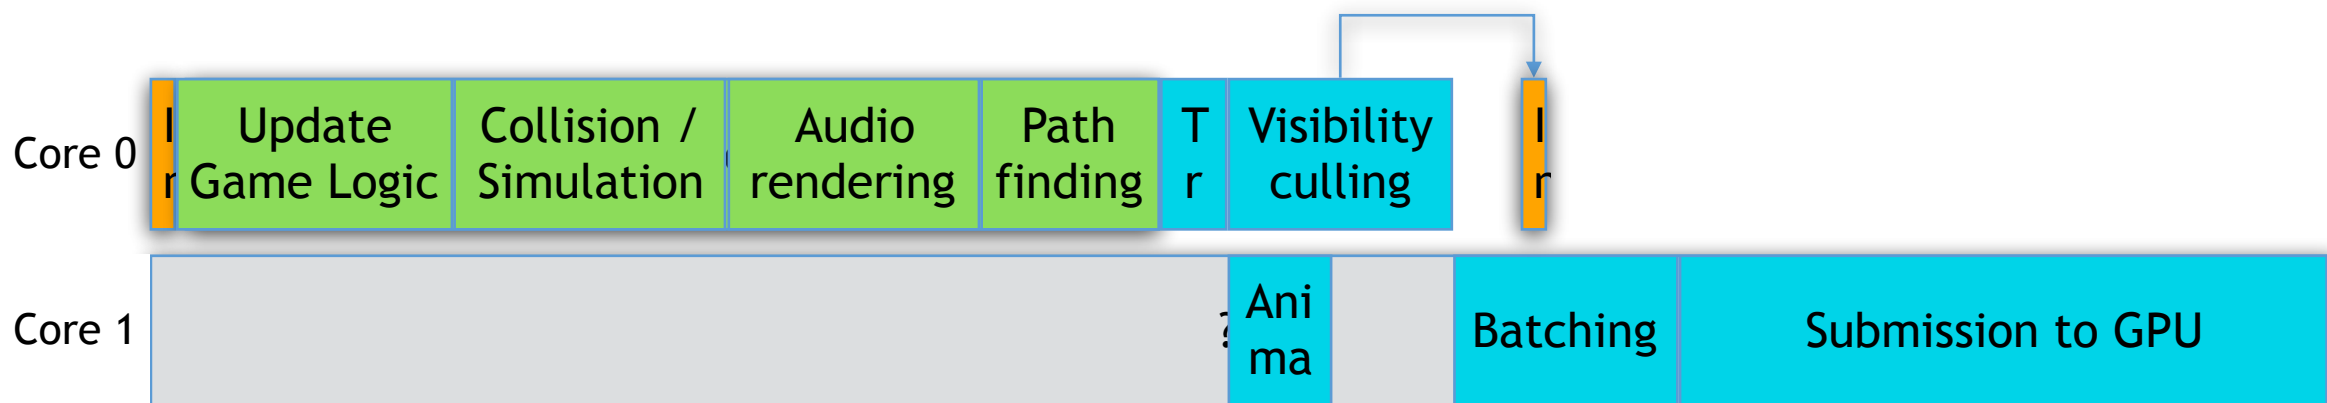 Core 0
I
n
Update
Game Logic
Collision /
Simulation
Audio
rendering
Path
finding
T
r
Visibility
culling
I
n
Core 1
?
Ani
ma
Batching
Submission to GPU